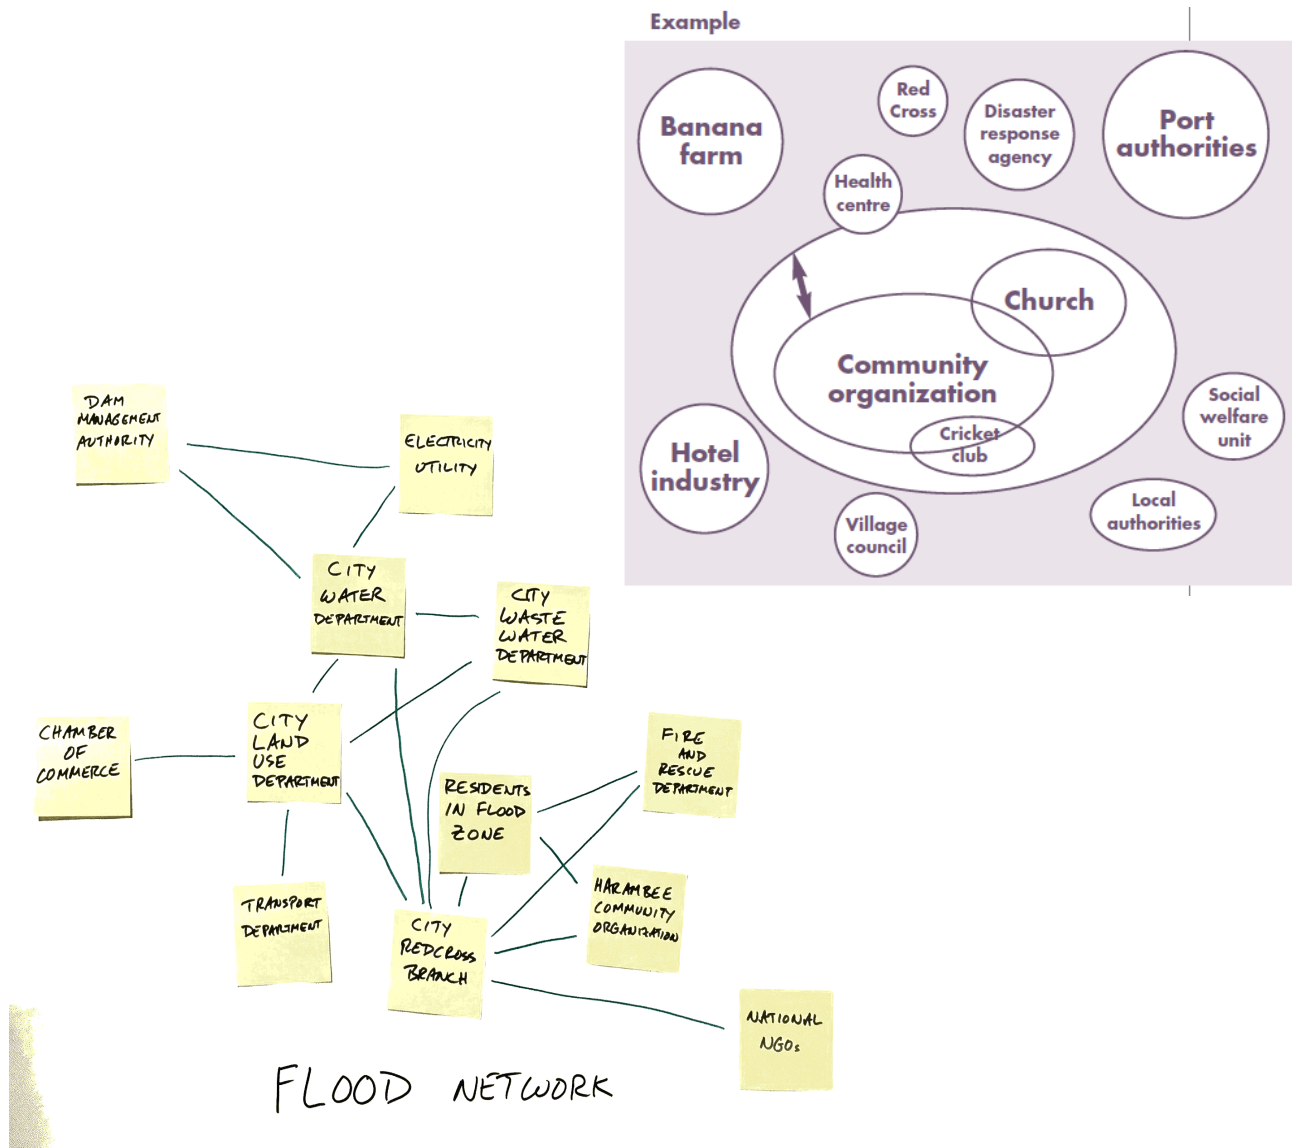 Example
Banana
farm
Red
Cross
Disaster
response
agency
Port
authorities
Health
centre
Church
Community
organization
Cricket
club
Hotel
industry
Social
welfare
unit
Local
authorities
Village
council
DAM
MANAGEMENT
AUTHORITY
ELECTRICITY
UTILITY
CITY
WATER
DEPARTMENT
CITY
WASTE
WATER
DEPARTMENT
CHAMBER
OF
COMMERCE
CITY
LAND
USE
DEPARTMENT
RESIDENTS
IN FLOOD
ZONE
FIRE
AND
RESCUE
DEPARTMENT
TRANSPORT
DEPARTMENT
CITY
REDCROSS
BRANCH
HARAMBEE
COMMUNITY
ORGANIZATION
NATIONAL
NGOs
FLOOD NETWORK